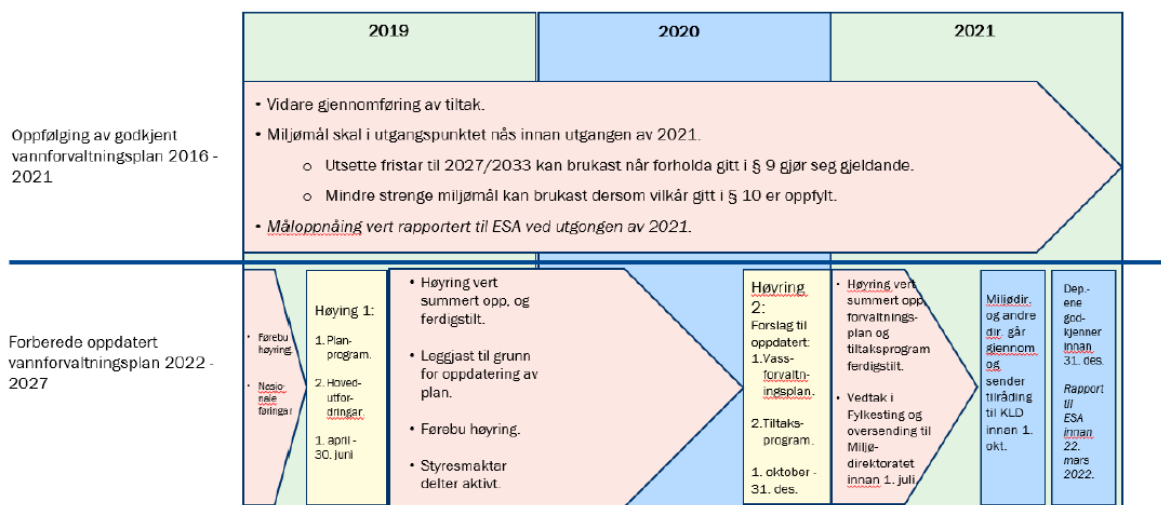 2019
2020
2021
Oppfølging av godkjent
vannforvaltningsplan 2016 -
2021
• Vidare gjennomføring av tiltak.
• Miljømål skal i utgangspunktet nås innan utgangen av 2021.
o Utsette fristar til 2027/2033 kan brukast når forholda gitt i § 9 gjør seg gjeldande.
o Mindre strenge miljømål kan brukast dersom vilkår gitt i § 10 er oppfylt.
• Måloppnåing vert rapportert til ESA ved utgongen av 2021.
Forberede oppdatert
vannforvaltningsplan 2022 -
2027
• Førebu
høyring.
• Nasjo-
nale
føringar
Høying 1:
1. Plan-
program.
2. Hoved-
utfor-
dringar.
1. april -
30. juni
• Høyring vert
summert opp, og
ferdigstilt.
• Leggjast til grunn
for oppdatering av
plan.
• Førebu høyring.
• Styresmaktar
delter aktivt.
Høvring
2:
Forslag til
oppdatert:
1.Vass-
forvaltn-
ingsplan.
2.Tiltaks-
program.
1. oktober -
31. des.
• Høyring vert
summert opp,
forvaltnings-
plan og
tiltaksprogram
ferdigstilt.
• Vedtak i
Fylkesting og
oversending til
Miljø-
direktoratet
innan 1. juli.
Miljødir.
og andre
dir. går
gjennom
og
sender
tilråding
til KLD
innan 1.
okt.
Dep.-
ene
god-
kjenner
innan
31. des.
Rapport
til
ESA
innan
22.
mars
2022.